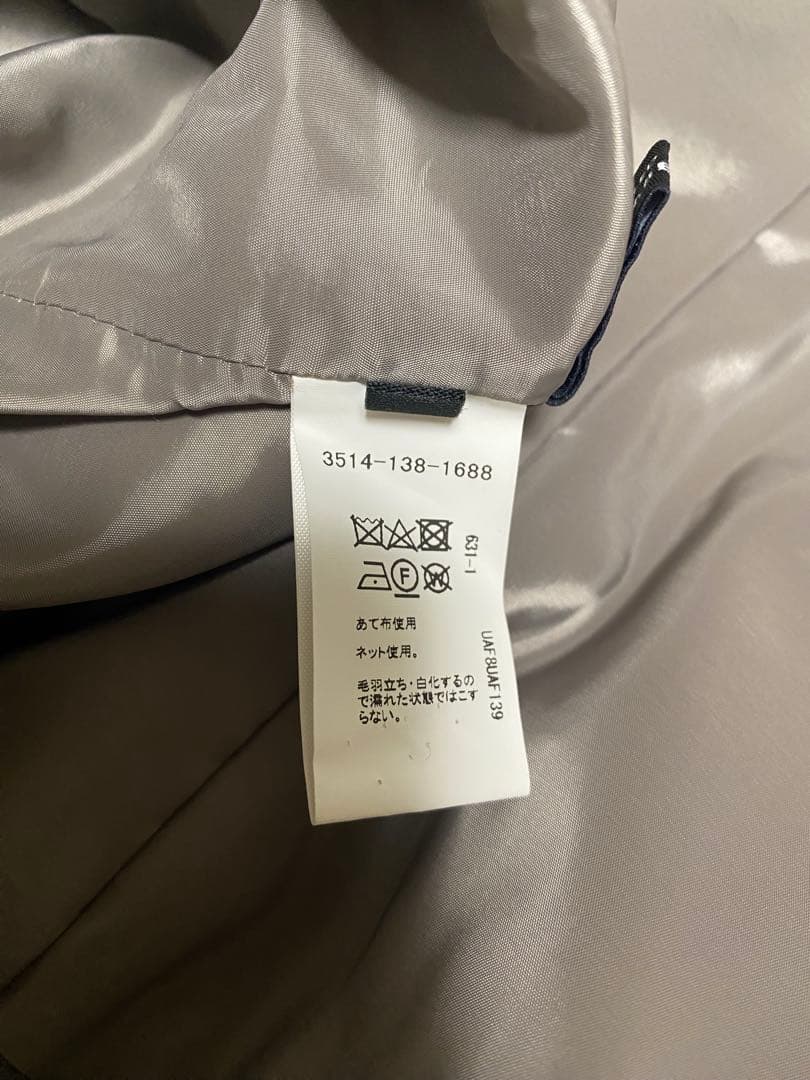 3514-138-1688
631-1
F
W
あて布使用
ネット使用。
毛羽立ち・白化するの
で濡れた状態ではこす
らない。
UAF8UAF139